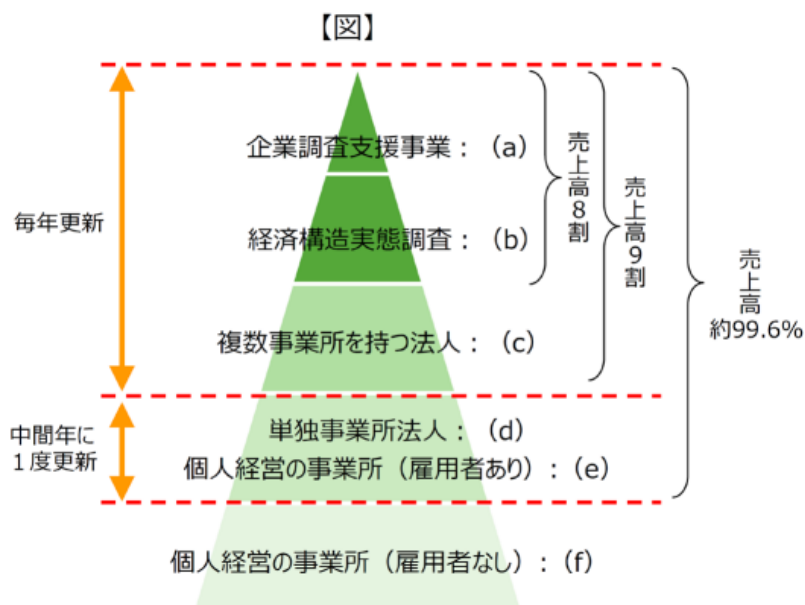 【図】
企業調査支援事業：（a）
経済構造実態調査：（b）
複数事業所を持つ法人：（c）
単独事業所法人：（d）
個人経営の事業所（雇用者あり）：（e）
個人経営の事業所（雇用者なし）：（f）
毎年更新
中間年に
１度更新
売上高８割
売上高９割
売上高
約99.6%